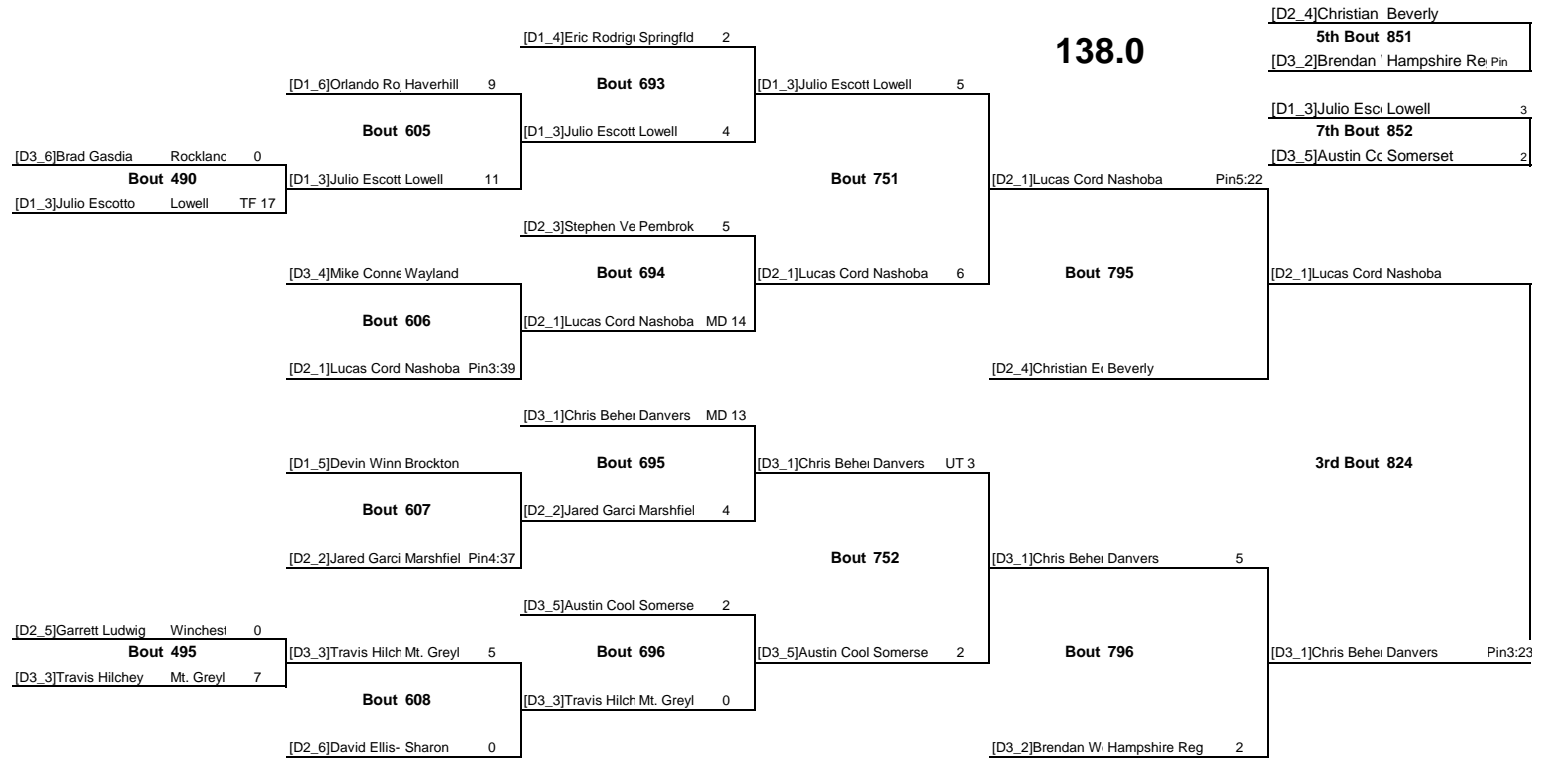 [D2_4]Christian Beverly
[D1_4]Eric Rodrigu Springfld 2
138.0
5th Bout 851
[D3_2]Brendan Hampshire Re Pin
[D1_6]Orlando Ro Haverhill 9
Bout 693
[D1_3]Julio Escott Lowell 5
[D1_3]Julio Esc Lowell 3
Bout 605
[D1_3]Julio Escott Lowell 4
7th Bout 852
[D3_6]Brad Gasdia Rockland 0
[D3_5]Austin Co Somerset 2
Bout 490
[D1_3]Julio Escott Lowell 11
Bout 751
[D2_1]Lucas Cord Nashoba Pin5:22
[D1_3]Julio Escotto Lowell TF 17
[D2_3]Stephen Ve Pembrok 5
[D3_4]Mike Conne Wayland
Bout 694
[D2_1]Lucas Cord Nashoba 6
Bout 795
[D2_1]Lucas Cord Nashoba
Bout 606
[D2_1]Lucas Cord Nashoba MD 14
[D2_1]Lucas Cord Nashoba Pin3:39
[D2_4]Christian Ed Beverly
[D3_1]Chris Behen Danvers MD 13
[D1_5]Devin Winn Brockton
Bout 695
[D3_1]Chris Behen Danvers UT 3
3rd Bout 824
Bout 607
[D2_2]Jared Garci Marshfiel 4
[D2_2]Jared Garci Marshfiel Pin4:37
Bout 752
[D3_1]Chris Behen Danvers 5
[D3_5]Austin Cool Somerse 2
[D2_5]Garrett Ludwig Winchest 0
Bout 495
[D3_3]Travis Hilch Mt. Greyl 5
Bout 696
[D3_5]Austin Cool Somerse 2
Bout 796
[D3_1]Chris Behen Danvers Pin3:23
[D3_3]Travis Hilchey Mt. Greyl 7
Bout 608
[D3_3]Travis Hilch Mt. Greyl 0
[D2_6]David Ellis- Sharon 0
[D3_2]Brendan W Hampshire Reg 2